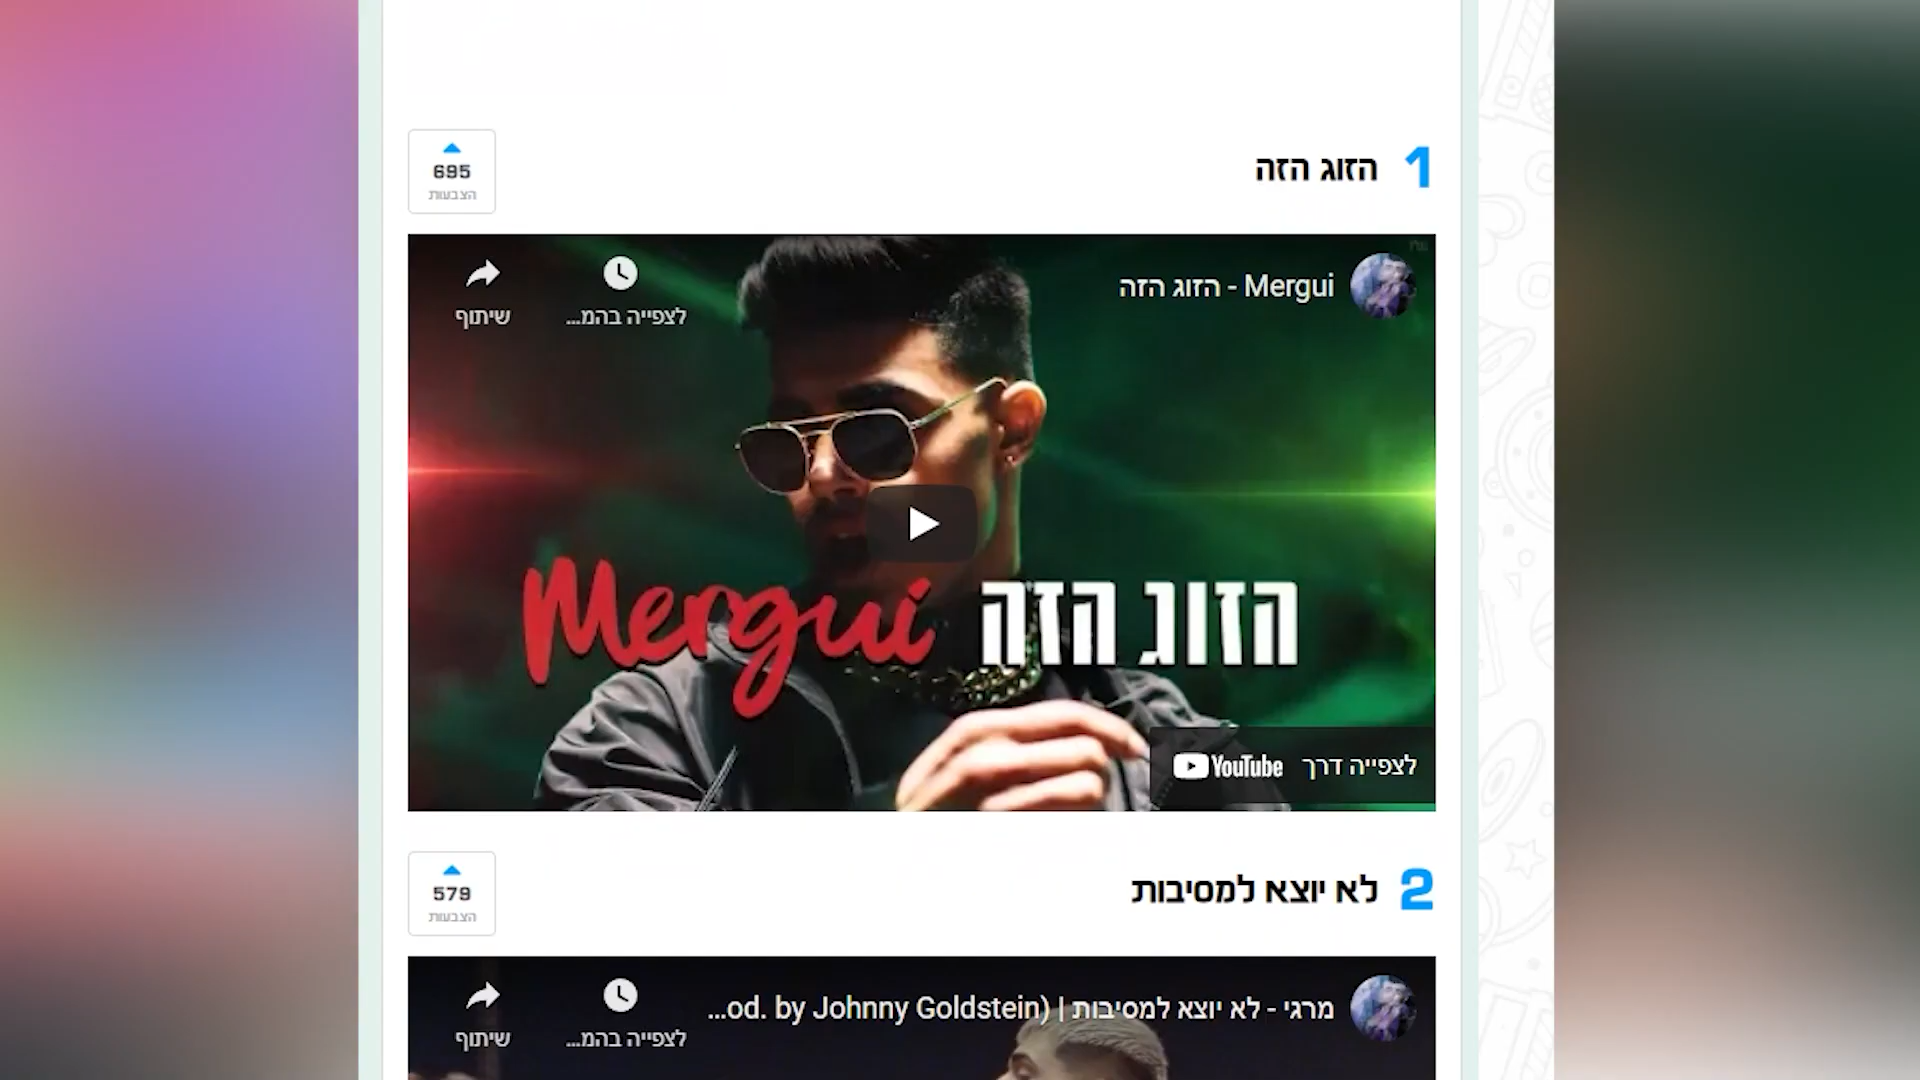 1 הזוג הזה
695
הצבעות
Mergui - הזוג הזה
לצפייה בהמ...
שיתוף
Mergui הזוג הזה
לצפייה דרך YouTube
2 לא יוצא למסיבות
579
הצבעות
מרגי - לא יוצא למסיבות | (od. by Johnny Goldstein...
לצפייה בהמ...
שיתוף